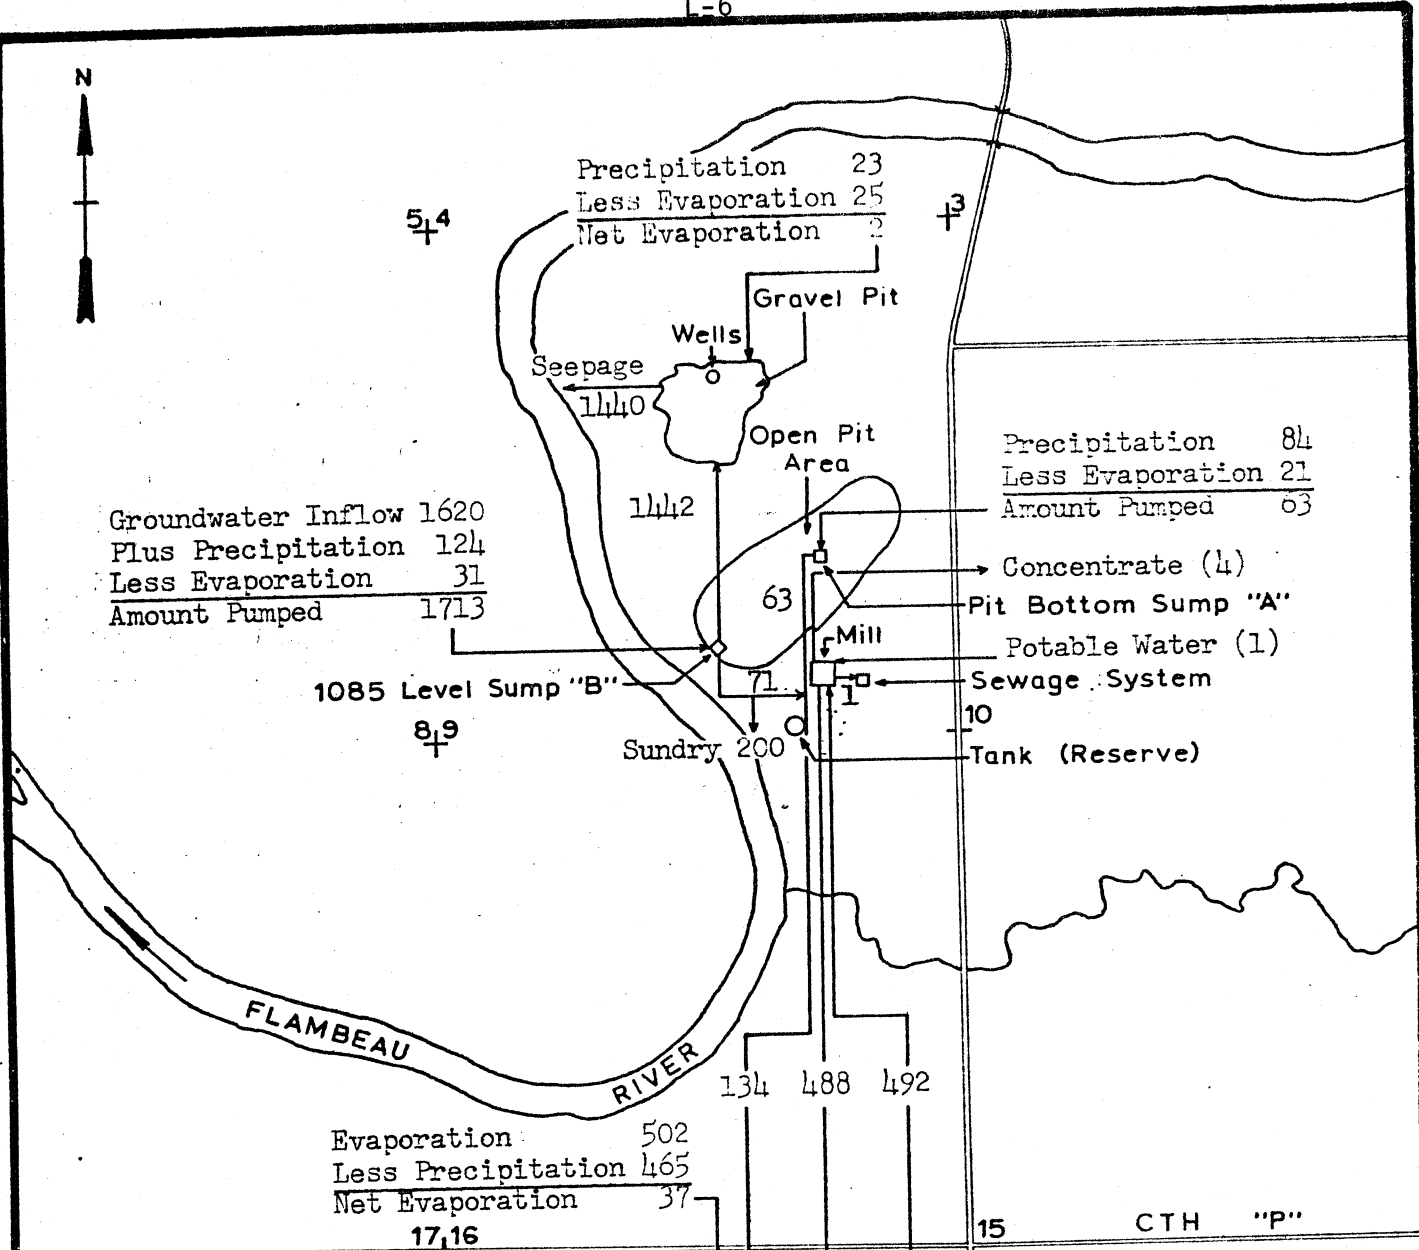 L-6
N
Precipitation 23
Less Evaporation 25
Net Evaporation 2
5 4
3
Gravel Pit
Wells
Seepage
1440
Open Pit
Area
Precipitation 84
Less Evaporation 21
Amount Pumped 63
1442
Groundwater Inflow 1620
Plus Precipitation 124
Less Evaporation 31
Amount Pumped 1713
Concentrate (4)
63
Pit Bottom Sump "A"
Mill
Potable Water (1)
1085 Level Sump "B"
71
1
Sewage System
8 9
10
Sundry 200
Tank (Reserve)
FLAMBEAU
RIVER
134 488 492
Evaporation 502
Less Precipitation 465
Net Evaporation 37
17 16
15
CTH "P"